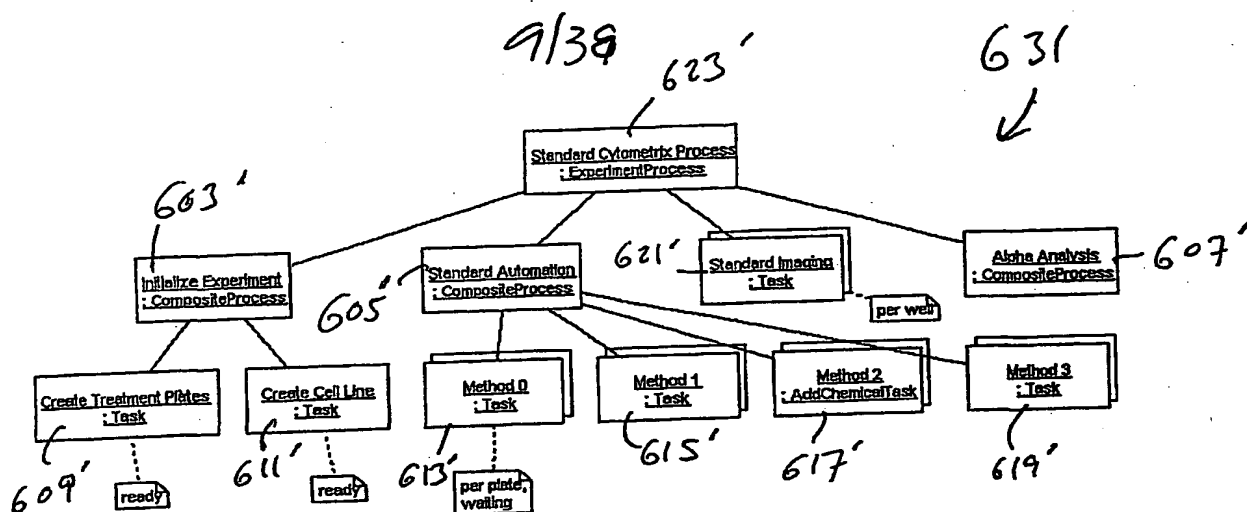 9/38
623'
631
Standard Cytometrix Process
: ExperimentProcess
603'
Initialize Experiment
: CompositeProcess
605'
Standard Automation
: CompositeProcess
621'
Standard Imaging
: Task
per well
Alpha Analysis
: CompositeProcess
607'
Create Treatment Plates
: Task
Create Cell Line
: Task
Method 0
: Task
Method 1
: Task
Method 2
: AddChemicalTask
Method 3
: Task
609'
ready
611'
ready
613'
per plate,
waiting
615'
617'
619'